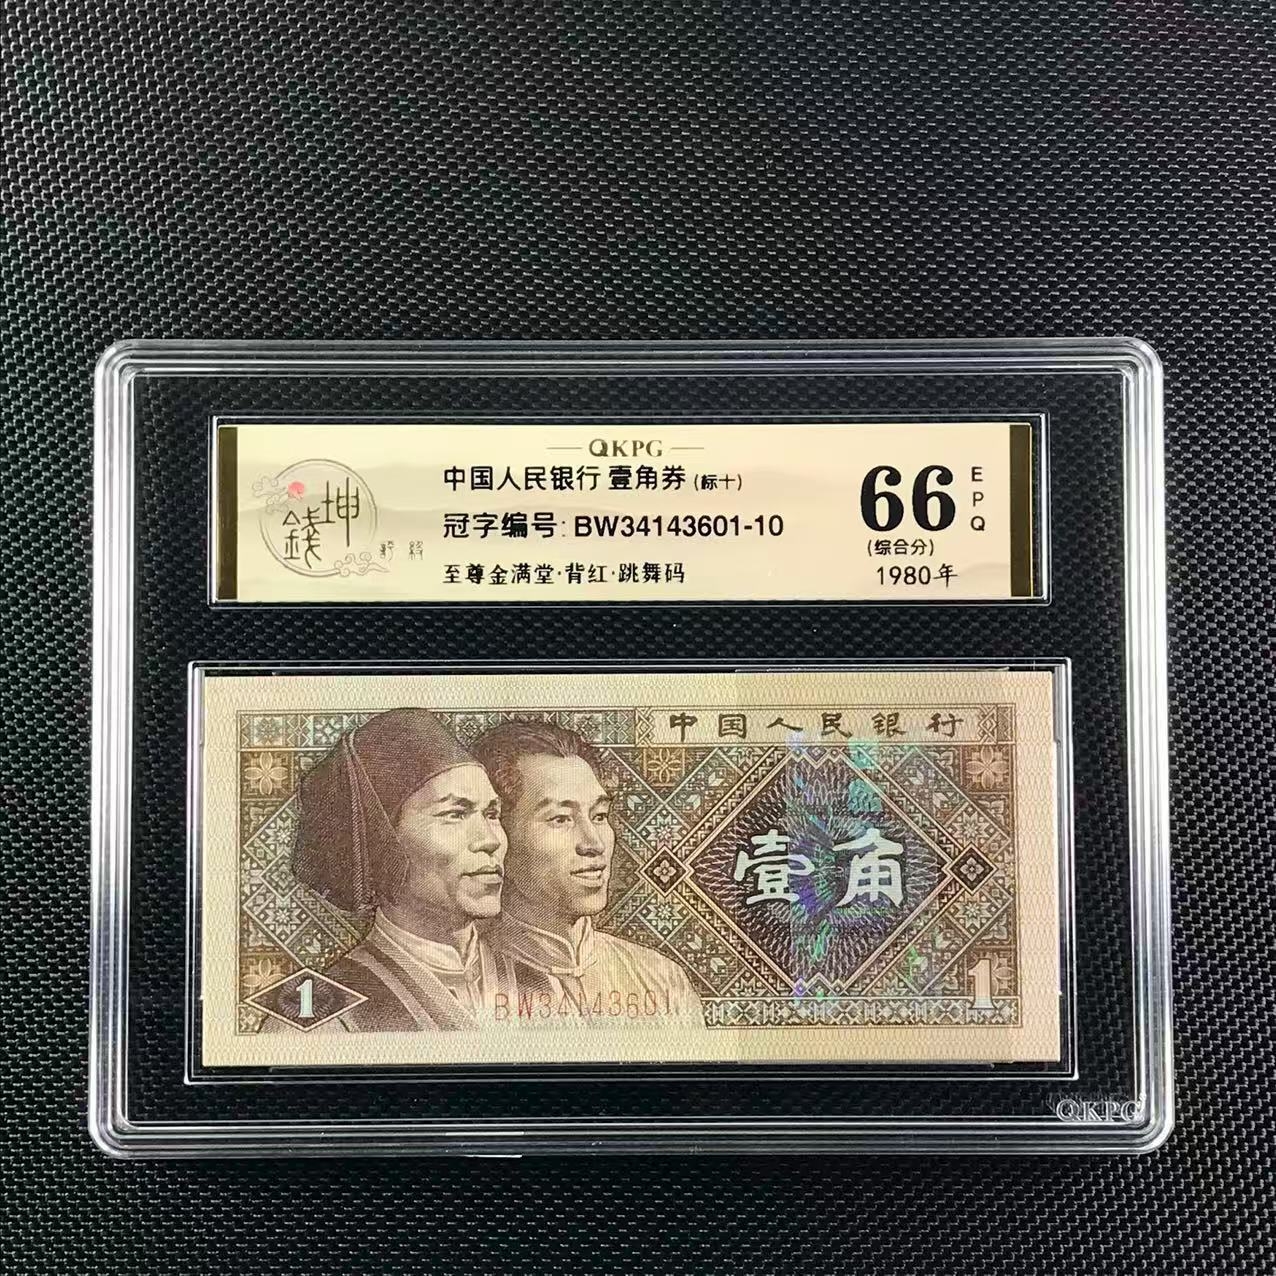 QKPG
中国人民银行 壹角券 (标十)
冠字编号: BW34143601-10
至尊金满堂·背红·跳舞码
66
EPQ
(综合分)
1980年
坤
錢
中国人民银行
壹角
1
BW34143601
1
QKPG